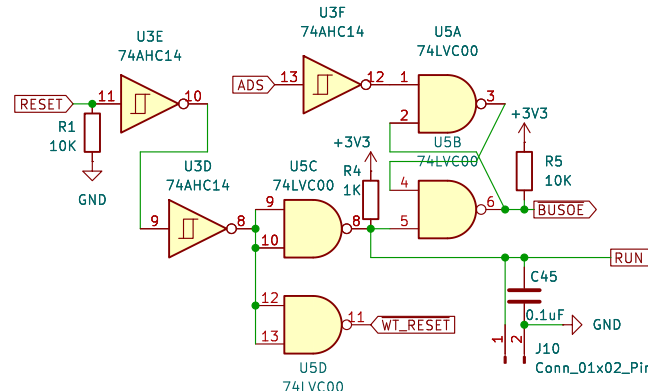 U3E
74AHC14
U3F
74AHC14
U5A
74LVC00
RESET
11
10
ADS
13
12
1
2
3
R1
10K
GND
+3V3
+3V3
U5B
74LVC00
U3D
74AHC14
U5C
74LVC00
R4
1K
R5
10K
4
5
6
BUSOE
9
8
9
10
8
RUN
12
13
11
WT_RESET
C45
0.1uF
GND
1
2
J10
Conn_01x02_Pin
U5D
74LVC00